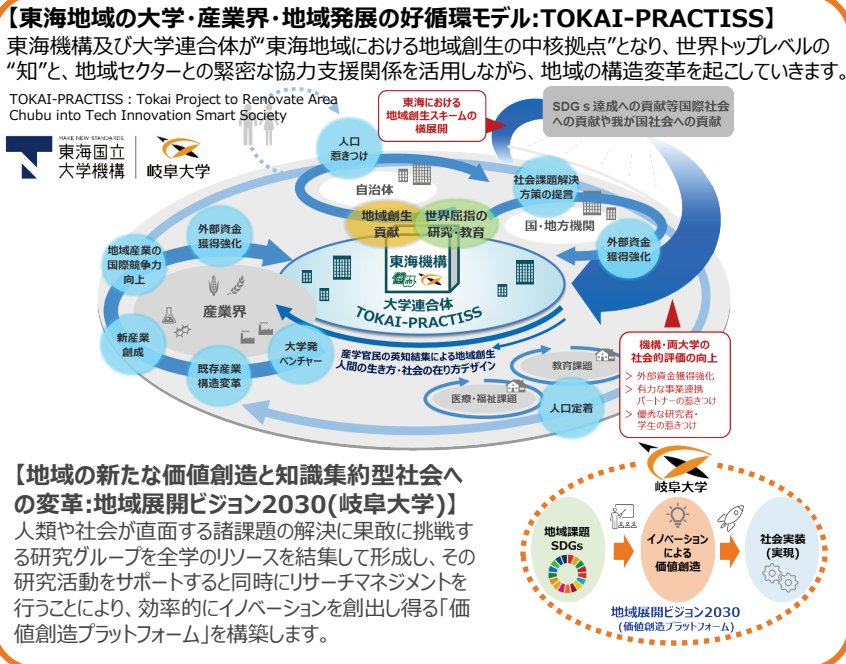 【東海地域の大学・産業界・地域発展の好循環モデル:TOKAI-PRACTISS】
東海機構及び大学連合体が“東海地域における地域創生の中核拠点”となり、世界トップレベルの
“知”と、地域セクターとの緊密な協力支援関係を活用しながら、地域の構造変革を起こしていきます。
TOKAI-PRACTISS : Tokai Project to Renovate Area
Chubu into Tech Innovation Smart Society
MAKE NEW STANDARDS.
東海国立
大学機構
岐阜大学
東海における
地域創生スキームの
横展開
SDGs達成への貢献等国際社会
への貢献や我が国社会への貢献
人口
惹きつけ
自治体
社会課題解決
方策の提言
国・地方機関
地域創生
貢献
世界屈指の
研究・教育
外部資金
獲得強化
外部資金
獲得強化
地域産業の
国際競争力
向上
東海機構
大学連合体
TOKAI-PRACTISS
産業界
新産業
創成
既存産業
構造変革
大学発
ベンチャー
産学官民の英知結集による地域創生
人間の生き方・社会の在り方デザイン
教育課題
医療・福祉課題
人口定着
機構・両大学の
社会的評価の向上
> 外部資金獲得強化
> 有力な事業連携
パートナーの惹きつけ
> 優秀な研究者・
学生の惹きつけ
【地域の新たな価値創造と知識集約型社会へ
の変革:地域展開ビジョン2030(岐阜大学)】
人類や社会が直面する諸課題の解決に果敢に挑戦す
る研究グループを全学のリソースを結集して形成し、その
研究活動をサポートすると同時にリサーチマネジメントを
行うことにより、効率的にイノベーションを創出し得る「価
値創造プラットフォーム」を構築します。
岐阜大学
地域課題
SDGs
イノベーション
による
価値創造
社会実装
(実現)
地域展開ビジョン2030
(価値創造プラットフォーム)